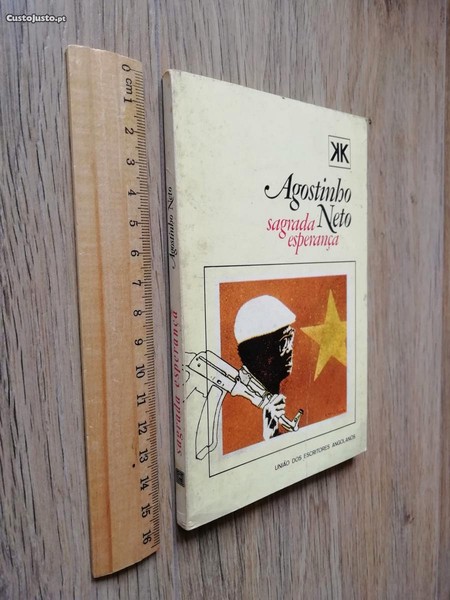 CustoJusto.pt
0 cm 1 2 3 4 5 6 7 8 9 10 11 12 13 14 15 16
Agostinho Neto
sagrada esperança
Agostinho
Neto
sagrada
esperança
UNIÃO DOS ESCRITORES ANGOLANOS